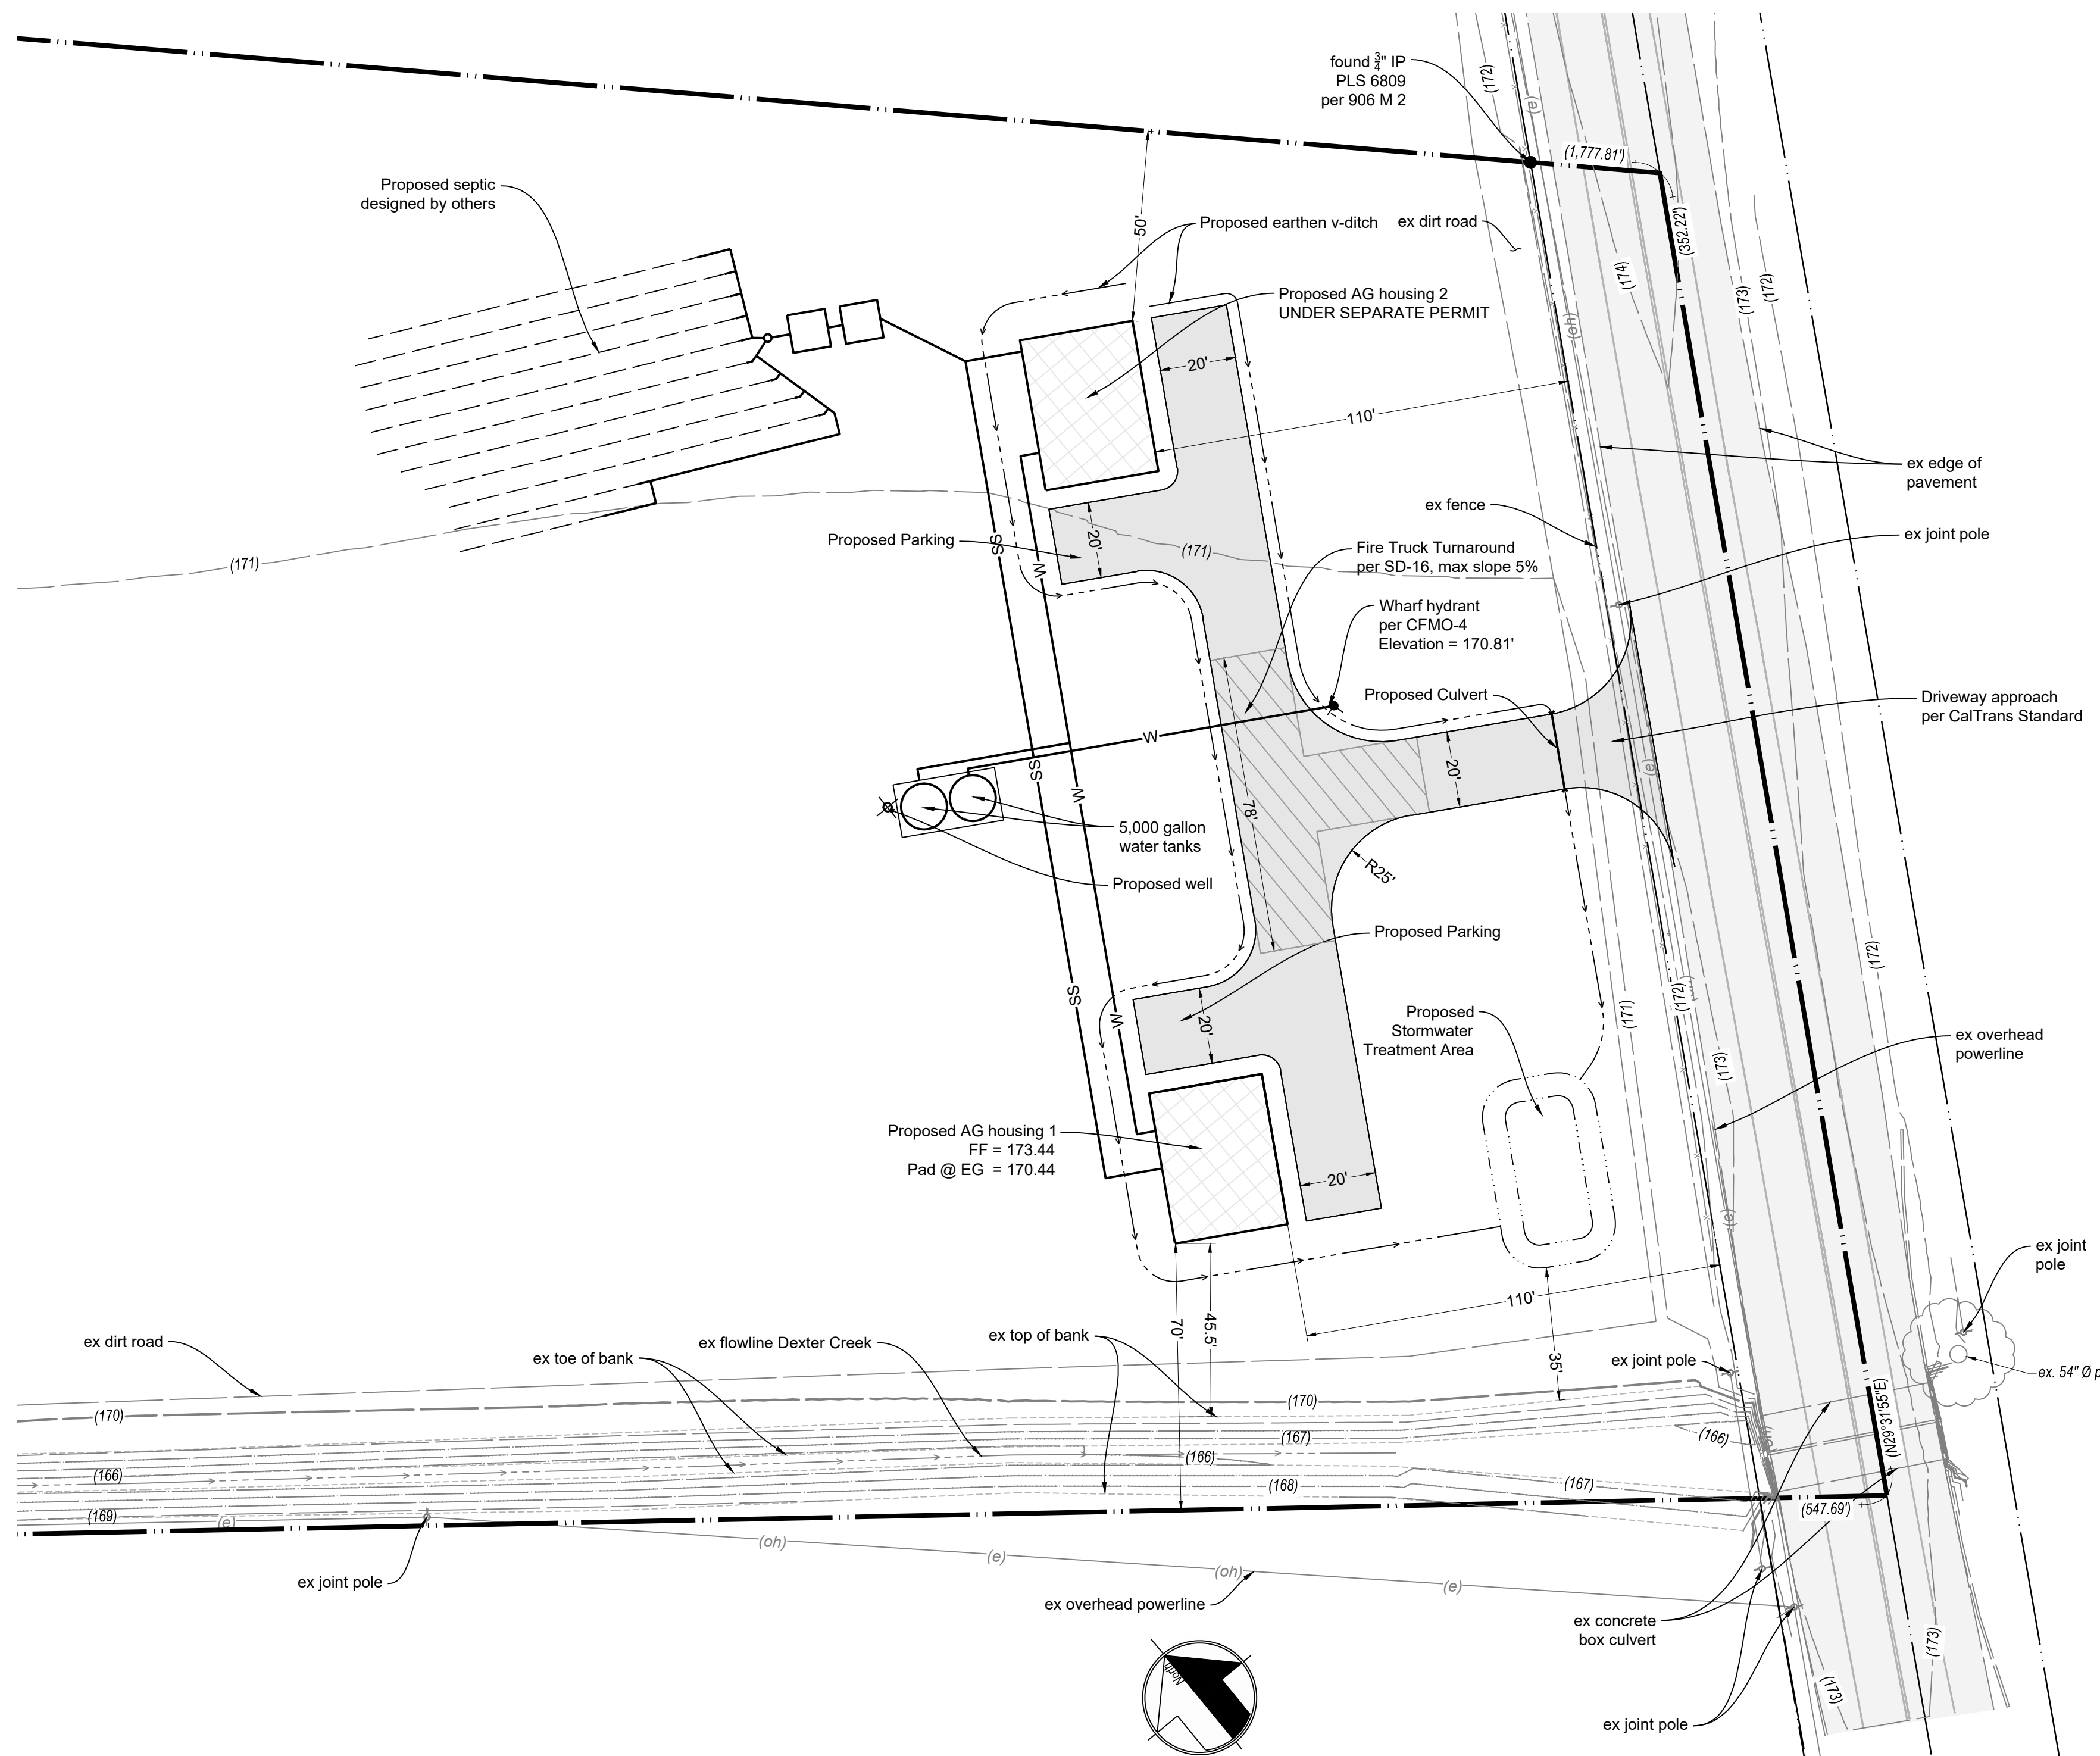 found 3/4" IP
PLS 6809
per 906 M 2
(172)
(e)
(1,777.81')
(352.22')
Proposed septic
designed by others
50'
Proposed earthen v-ditch
ex dirt road
(174)
(173)
(172)
Proposed AG housing 2
UNDER SEPARATE PERMIT
(oh)
20'
110'
ex edge of
pavement
ex fence
ex joint pole
Proposed Parking
20'
(171)
(171)
SS
W
Fire Truck Turnaround
per SD-16, max slope 5%
Wharf hydrant
per CFMO-4
Elevation = 170.81'
Proposed Culvert
Driveway approach
per CalTrans Standard
W
SS
W
20'
(e)
78'
5,000 gallon
water tanks
R25'
Proposed well
Proposed Parking
(172)
SS
W
20'
Proposed
Stormwater
Treatment Area
(171)
(172)
ex overhead
powerline
(173)
Proposed AG housing 1
FF = 173.44
Pad @ EG = 170.44
20'
(e)
ex joint
pole
110'
70'
45.5'
35'
ex dirt road
ex toe of bank
ex flowline Dexter Creek
ex top of bank
ex joint pole
ex. 54" Ø p
(N29°31'55"E)
(170)
(170)
(167)
(166)
(oh)
(166)
(166)
(168)
(167)
(169)
(e)
(547.69')
(oh)
(e)
(oh)
(e)
ex joint pole
ex overhead powerline
ex concrete
box culvert
(173)
(173)
North
ex joint pole